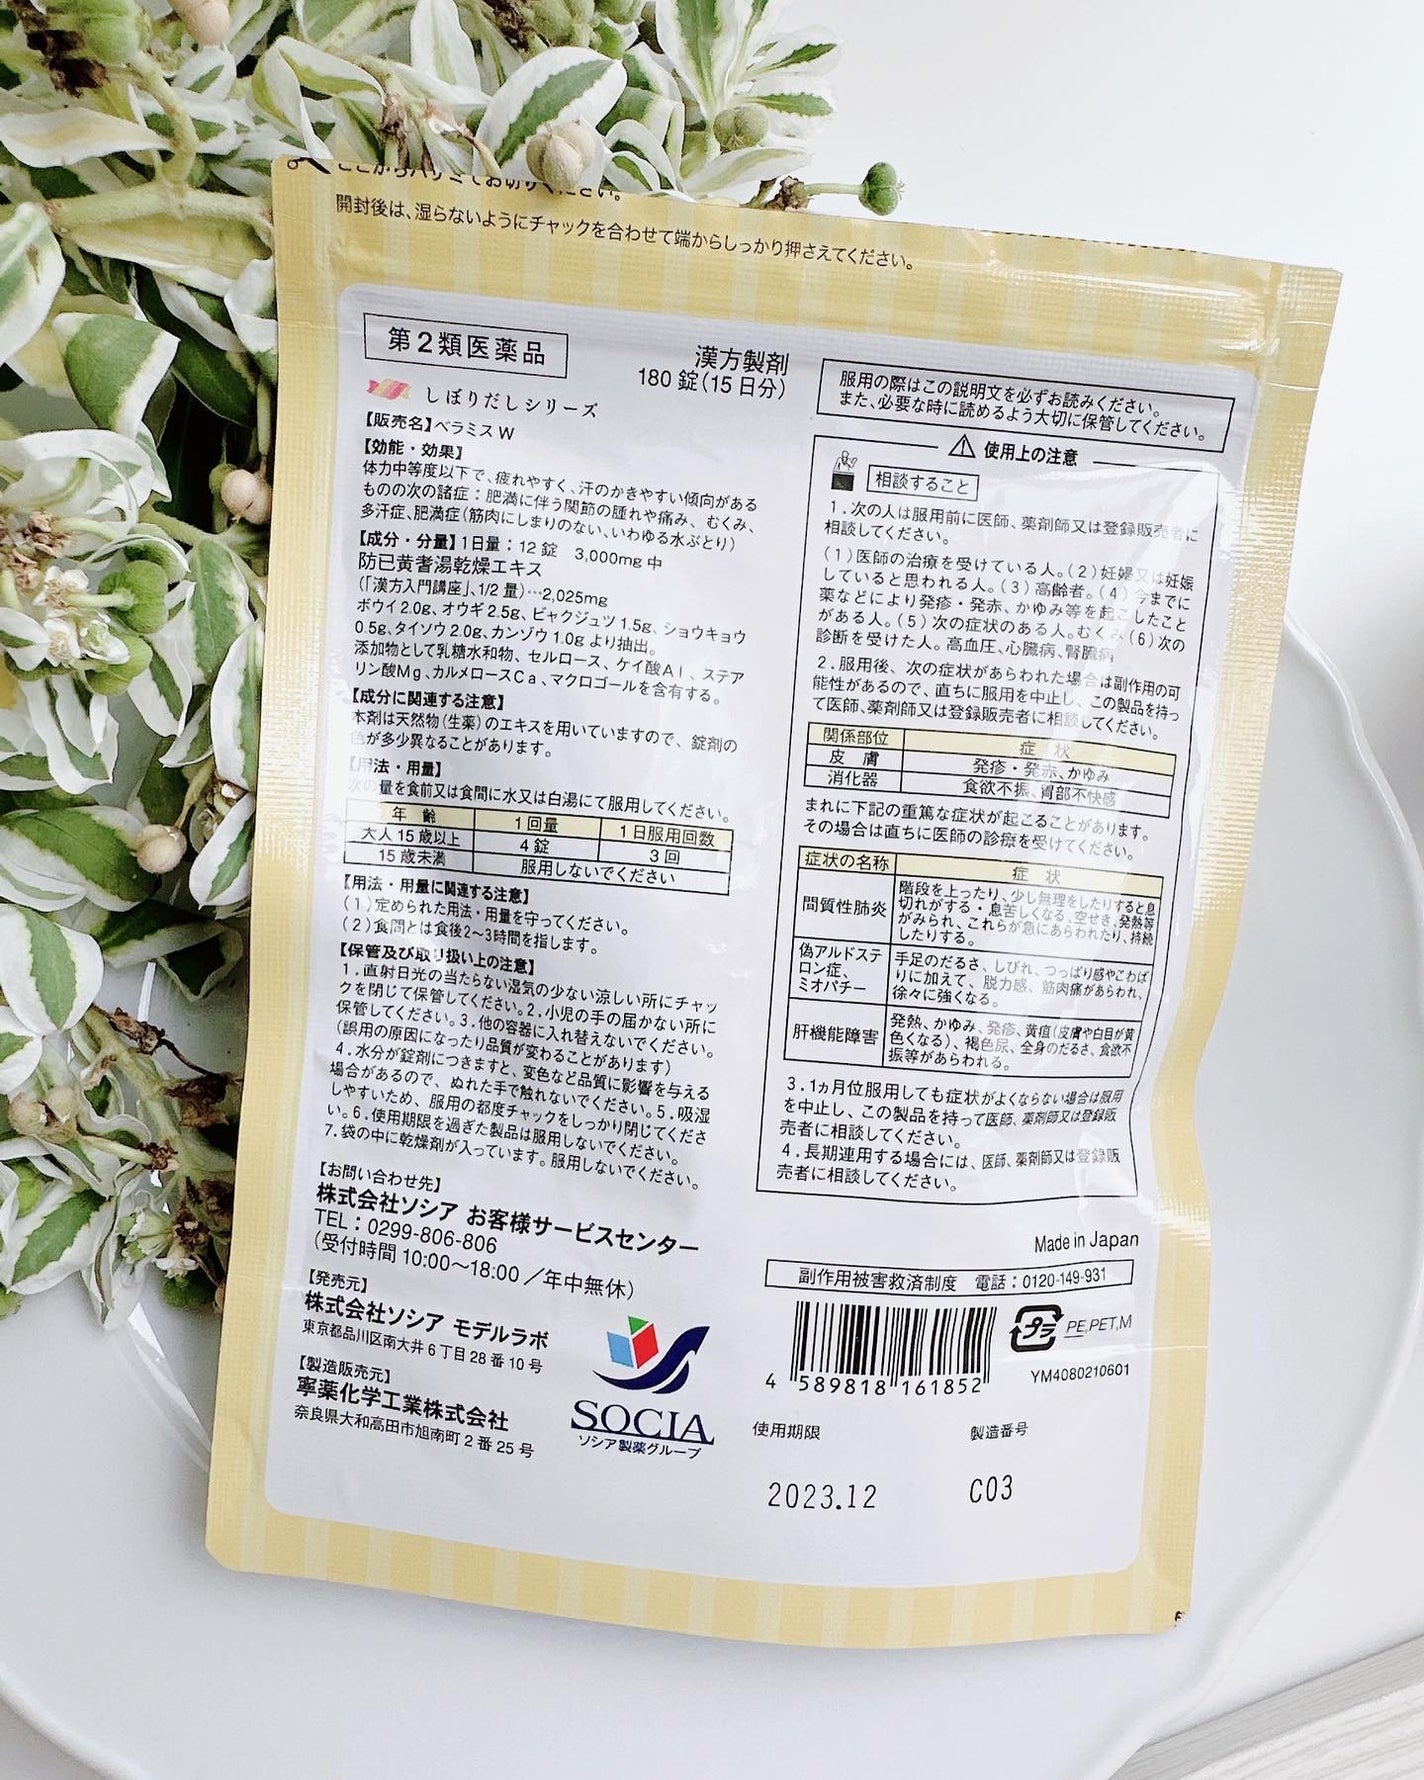 ここからハサミでお切りください。
開封後は、湿らないようにチャックを合わせて端からしっかり押さえてください。
第2類医薬品
漢方製剤
180 錠(15 日分)
しぼりだしシリーズ
【販売名】ベラミス W
【効能・効果】
体力中等度以下で、疲れやすく、汗のかきやすい傾向がある
ものの次の諸症：肥満に伴う関節の腫れや痛み、むくみ、
多汗症、肥満症(筋肉にしまりのない、いわゆる水ぶとり)
【成分・分量】1日量：12 錠　3,000mg 中
防已黄耆湯乾燥エキス
(「漢方入門講座」、1/2 量)…2,025mg
ボウイ 2.0g、オウギ 2.5g、ビャクジュツ 1.5g、ショウキョウ
0.5g、タイソウ 2.0g、カンゾウ 1.0g より抽出。
添加物として乳糖水和物、セルロース、ケイ酸Al、ステア
リン酸Mg、カルメロースCa、マクロゴールを含有する。
【成分に関連する注意】
本剤は天然物(生薬)のエキスを用いていますので、錠剤の
色が多少異なることがあります。
【用法・用量】
次の量を食前又は食間に水又は白湯にて服用してください。
年　齢　1回量　1日服用回数
大人 15 歳以上　4 錠　3 回
15 歳未満　服用しないでください
【用法・用量に関連する注意】
(1)定められた用法・用量を守ってください。
(2)食間とは食後2～3時間を指します。
【保管及び取り扱い上の注意】
1.直射日光の当たらない湿気の少ない涼しい所にチャッ
クを閉じて保管してください。2.小児の手の届かない所に
保管してください。3.他の容器に入れ替えないでください。
(誤用の原因になったり品質が変わることがあります)
4.水分が錠剤につきますと、変色など品質に影響を与える
場合があるので、ぬれた手で触れないでください。5.吸湿
しやすいため、服用の都度チャックをしっかり閉じてくださ
い。6.使用期限を過ぎた製品は服用しないでください。
7.袋の中に乾燥剤が入っています。服用しないでください。
【お問い合わせ先】
株式会社ソシア お客様サービスセンター
TEL：0299-806-806
(受付時間 10:00～18:00／年中無休)
【発売元】
株式会社ソシア モデルラボ
東京都品川区南大井 6 丁目 28 番 10 号
【製造販売元】
寧薬化学工業株式会社
奈良県大和高田市旭南町 2 番 25 号
SOCIA
ソシア製薬グループ
服用の際はこの説明文を必ずお読みください。
また、必要な時に読めるよう大切に保管してください。
使用上の注意
相談すること
1.次の人は服用前に医師、薬剤師又は登録販売者に
相談してください。
(1)医師の治療を受けている人。(2)妊婦又は妊娠
していると思われる人。(3)高齢者。(4)今までに
薬などにより発疹・発赤、かゆみ等を起こしたこと
がある人。(5)次の症状のある人。むくみ(6)次の
診断を受けた人。高血圧、心臓病、腎臓病
2.服用後、次の症状があらわれた場合は副作用の可
能性があるので、直ちに服用を中止し、この製品を持っ
て医師、薬剤師又は登録販売者に相談してください。
関係部位　症　状
皮　膚　発疹・発赤、かゆみ
消化器　食欲不振、胃部不快感
まれに下記の重篤な症状が起こることがあります。
その場合は直ちに医師の診療を受けてください。
症状の名称　症　状
間質性肺炎
階段を上ったり、少し無理をしたりすると息
切れがする・息苦しくなる、空せき、発熱等
がみられ、これらが急にあらわれたり、持続
したりする。
偽アルドステ
ロン症、
ミオパチー
手足のだるさ、しびれ、つっぱり感やこわば
りに加えて、脱力感、筋肉痛があらわれ、
徐々に強くなる。
肝機能障害
発熱、かゆみ、発疹、黄疸(皮膚や白目が黄
色くなる)、褐色尿、全身のだるさ、食欲不
振等があらわれる。
3.1ヵ月位服用しても症状がよくならない場合は服用
を中止し、この製品を持って医師、薬剤師又は登録販
売者に相談してください。
4.長期連用する場合には、医師、薬剤師又は登録販
売者に相談してください。
Made in Japan
副作用被害救済制度　電話：0120-149-931
プラ PE,PET,M
4 589818 161852
YM4080210601
使用期限
製造番号
2023.12
C03